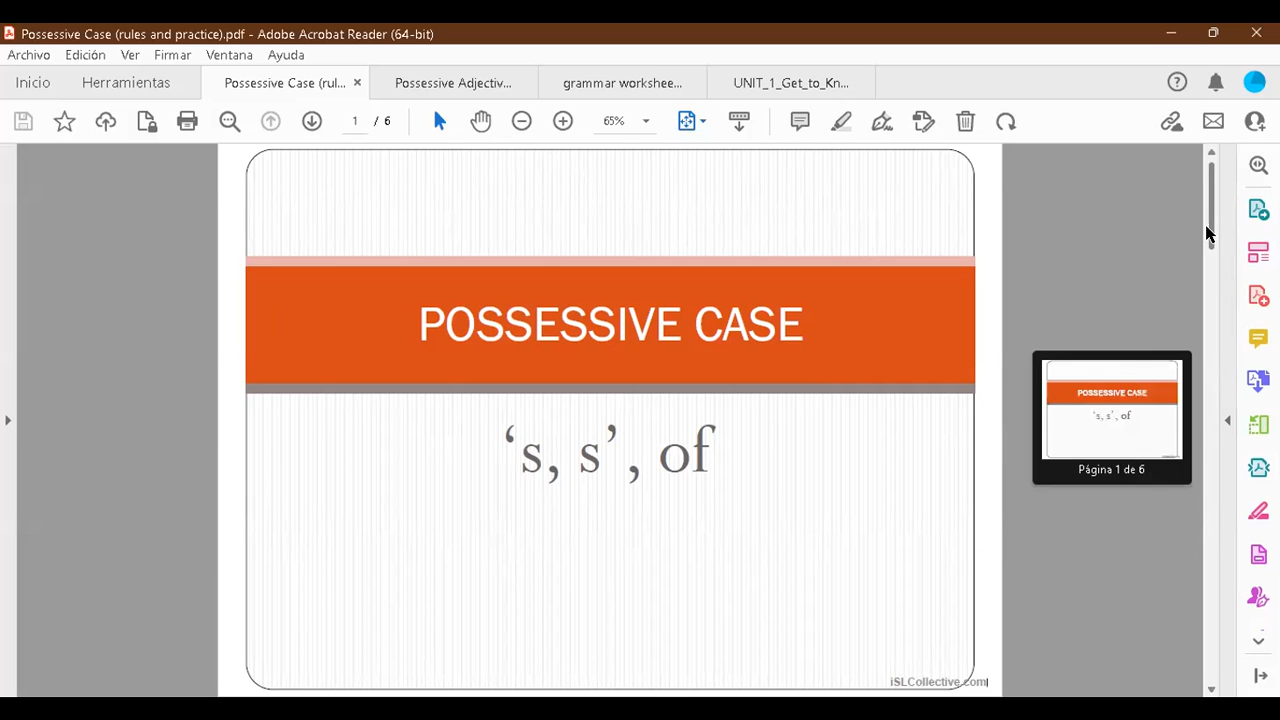 Possessive Case (rules and practice).pdf - Adobe Acrobat Reader (64-bit)
Archivo Edición Ver Firmar Ventana Ayuda
Inicio Herramientas Possessive Case (rul... × Possessive Adjectiv... grammar workshee... UNIT_1_Get_to_Kn...
1 / 6 65%
POSSESSIVE CASE
‘s, s’, of
iSLCollective.com
POSSESSIVE CASE
‘s, s’, of
Página 1 de 6